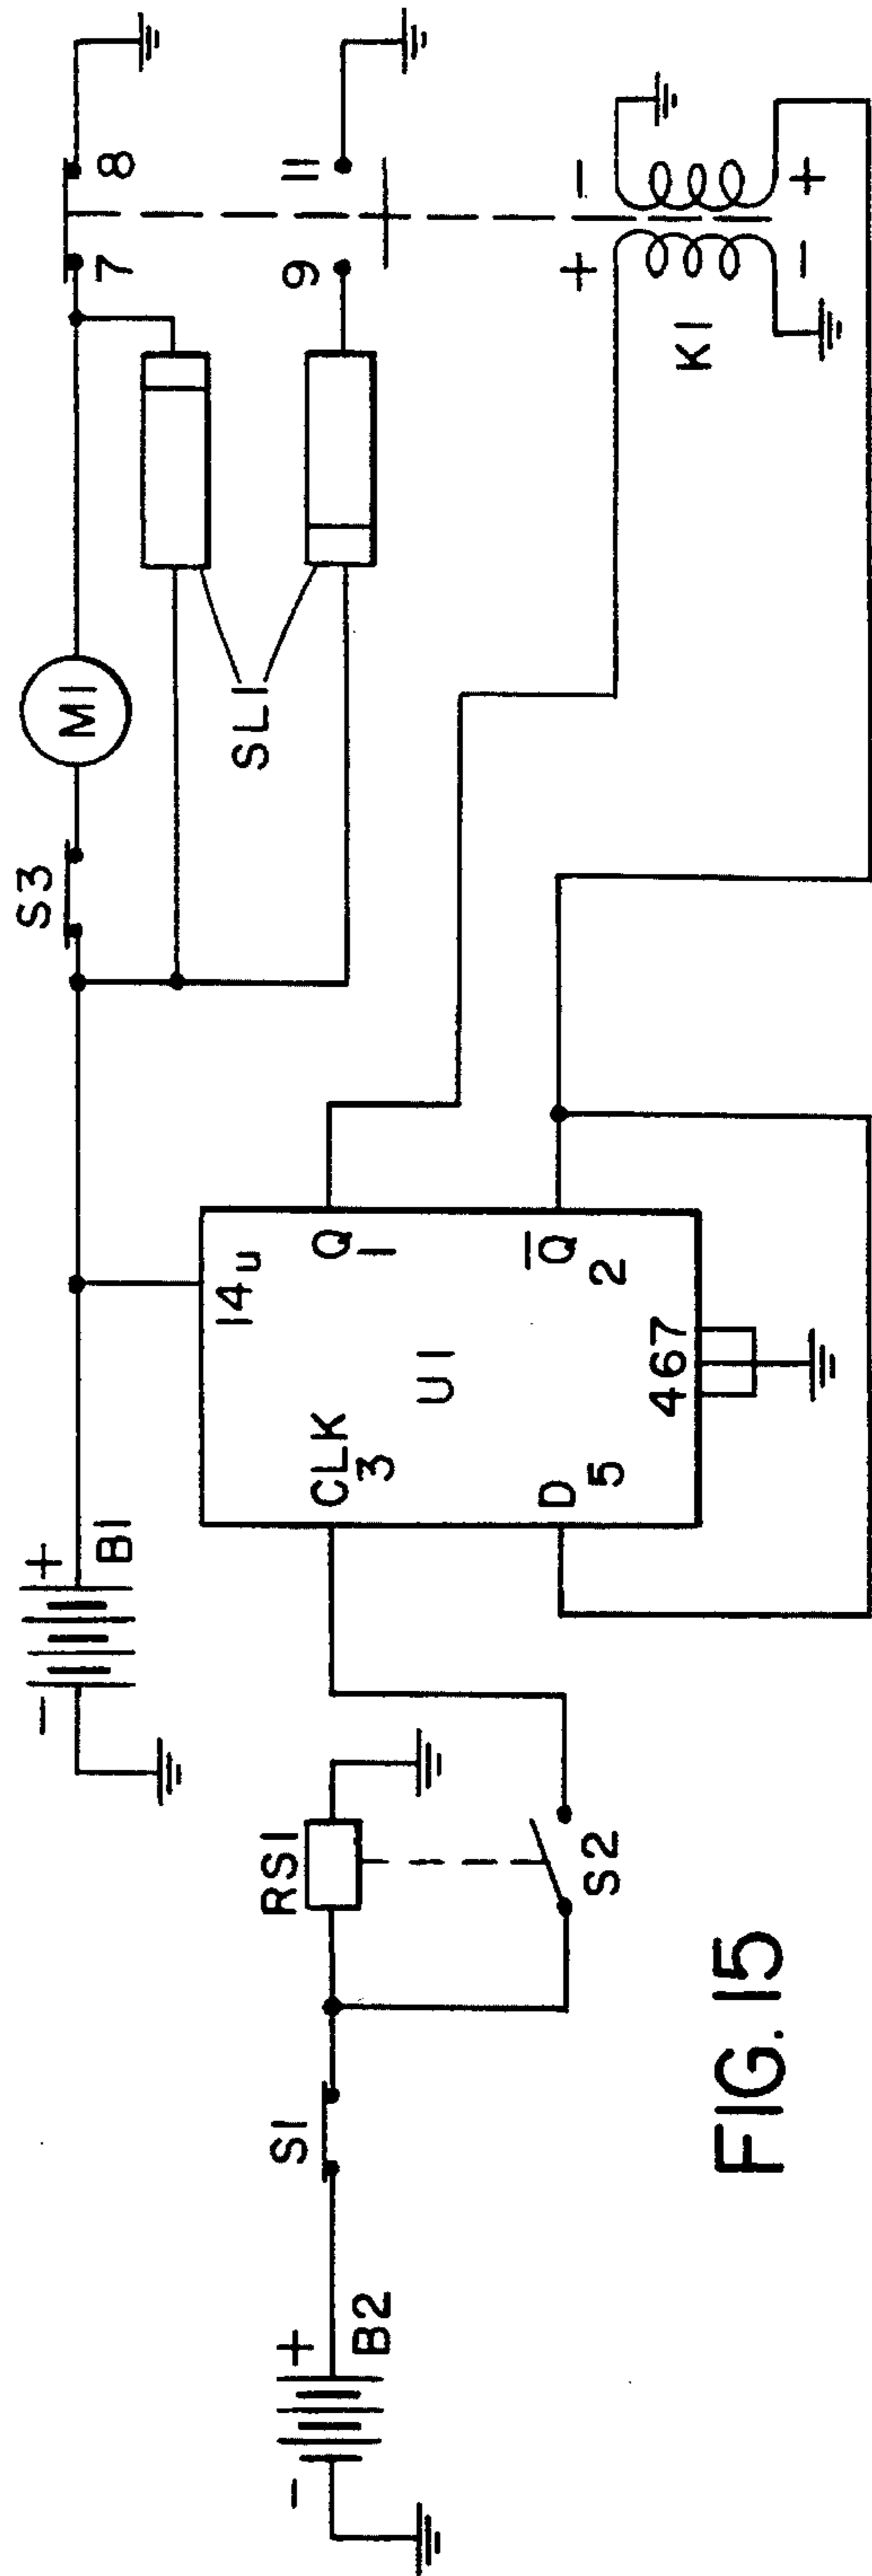 S3
M1
7
8
SL1
9
11
+
-
K1
-
+
-
+
B1
14u
CLK
3
Q
1
U1
D
5
Q̅
2
467
RS1
S1
S2
-
+
B2
FIG. 15